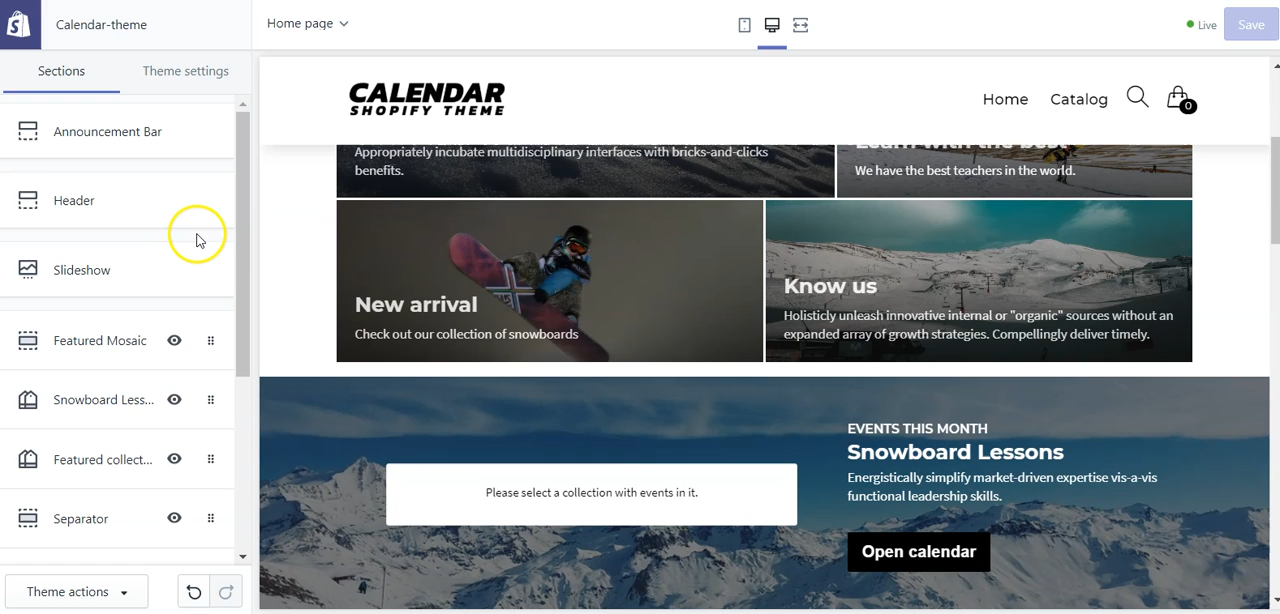 Calendar-theme
Home page
Live
Save
Sections
Theme settings
Announcement Bar
Header
Slideshow
Featured Mosaic
Snowboard Less...
Featured collect...
Separator
Theme actions
CALENDAR
SHOPIFY THEME
Home
Catalog
0
Appropriately incubate multidisciplinary interfaces with bricks-and-clicks
benefits.
Learn with the best
We have the best teachers in the world.
New arrival
Check out our collection of snowboards
Know us
Holisticly unleash innovative internal or "organic" sources without an
expanded array of growth strategies. Compellingly deliver timely.
Please select a collection with events in it.
EVENTS THIS MONTH
Snowboard Lessons
Energistically simplify market-driven expertise vis-a-vis
functional leadership skills.
Open calendar